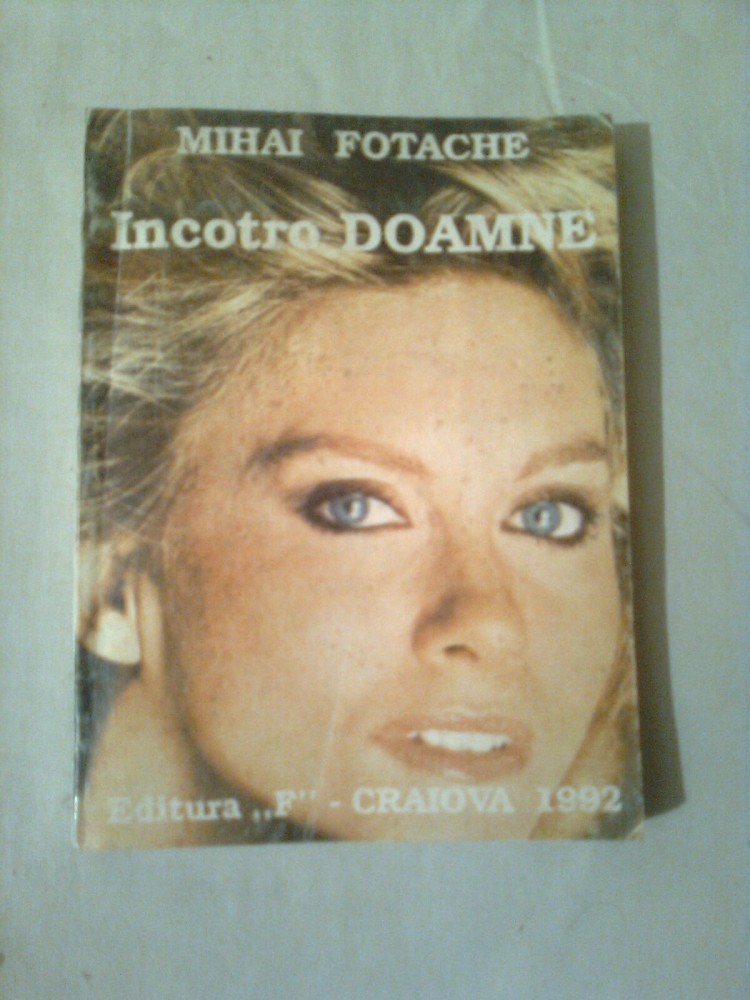 MIHAI FOTACHE
Incotro DOAMNE
Editura „F" - CRAIOVA 1992